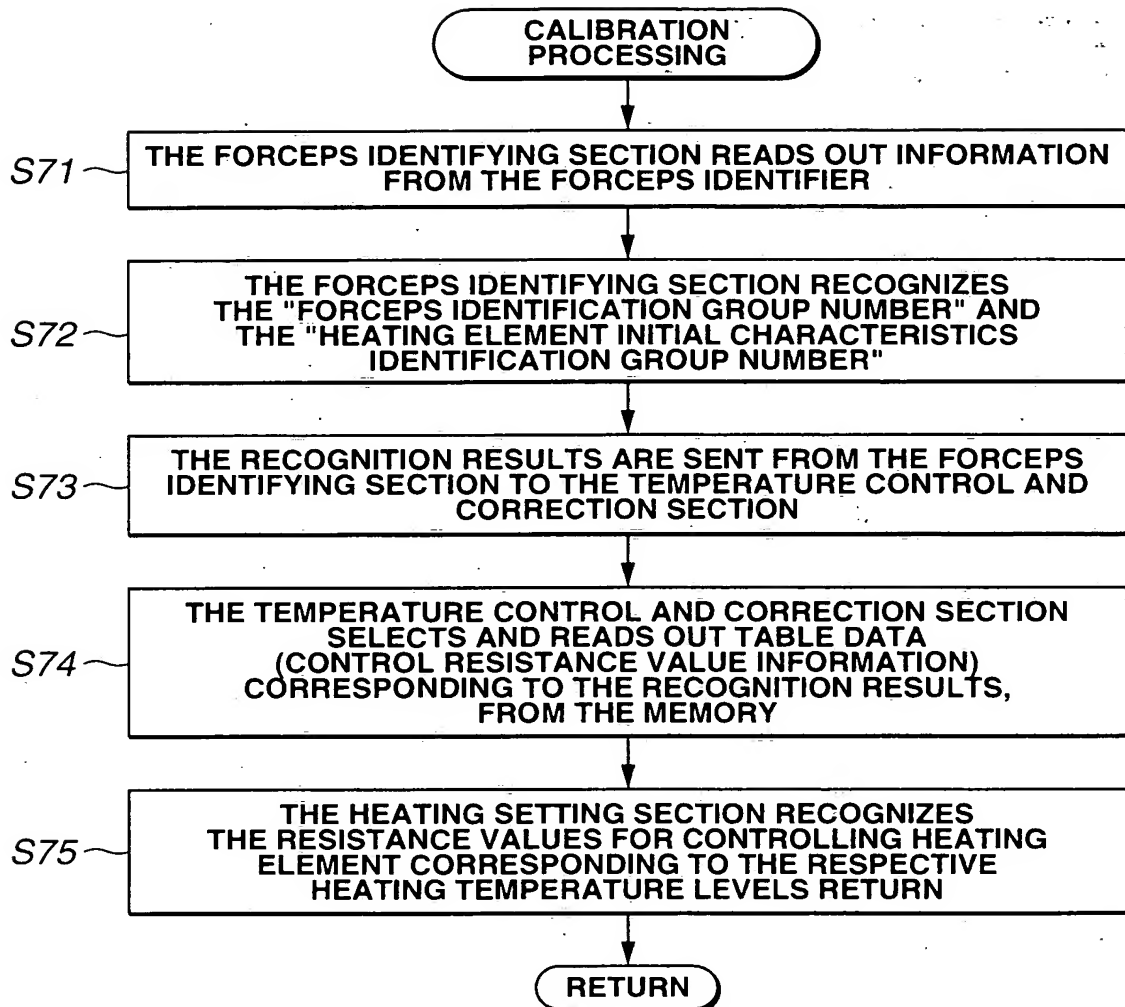 CALIBRATION
PROCESSING
S71
THE FORCEPS IDENTIFYING SECTION READS OUT INFORMATION
FROM THE FORCEPS IDENTIFIER
S72
THE FORCEPS IDENTIFYING SECTION RECOGNIZES
THE "FORCEPS IDENTIFICATION GROUP NUMBER" AND
THE "HEATING ELEMENT INITIAL CHARACTERISTICS
IDENTIFICATION GROUP NUMBER"
S73
THE RECOGNITION RESULTS ARE SENT FROM THE FORCEPS
IDENTIFYING SECTION TO THE TEMPERATURE CONTROL AND
CORRECTION SECTION
S74
THE TEMPERATURE CONTROL AND CORRECTION SECTION
SELECTS AND READS OUT TABLE DATA
(CONTROL RESISTANCE VALUE INFORMATION)
CORRESPONDING TO THE RECOGNITION RESULTS,
FROM THE MEMORY
S75
THE HEATING SETTING SECTION RECOGNIZES
THE RESISTANCE VALUES FOR CONTROLLING HEATING
ELEMENT CORRESPONDING TO THE RESPECTIVE
HEATING TEMPERATURE LEVELS RETURN
RETURN